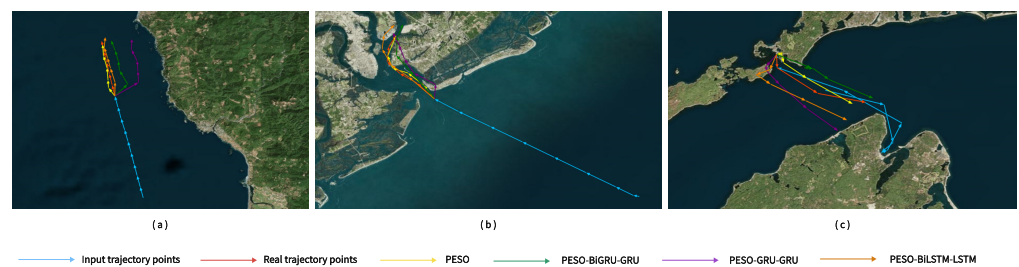 (a) (b) (c)
Input trajectory points Real trajectory points PESO PESO-BiGRU-GRU PESO-GRU-GRU PESO-BiLSTM-LSTM